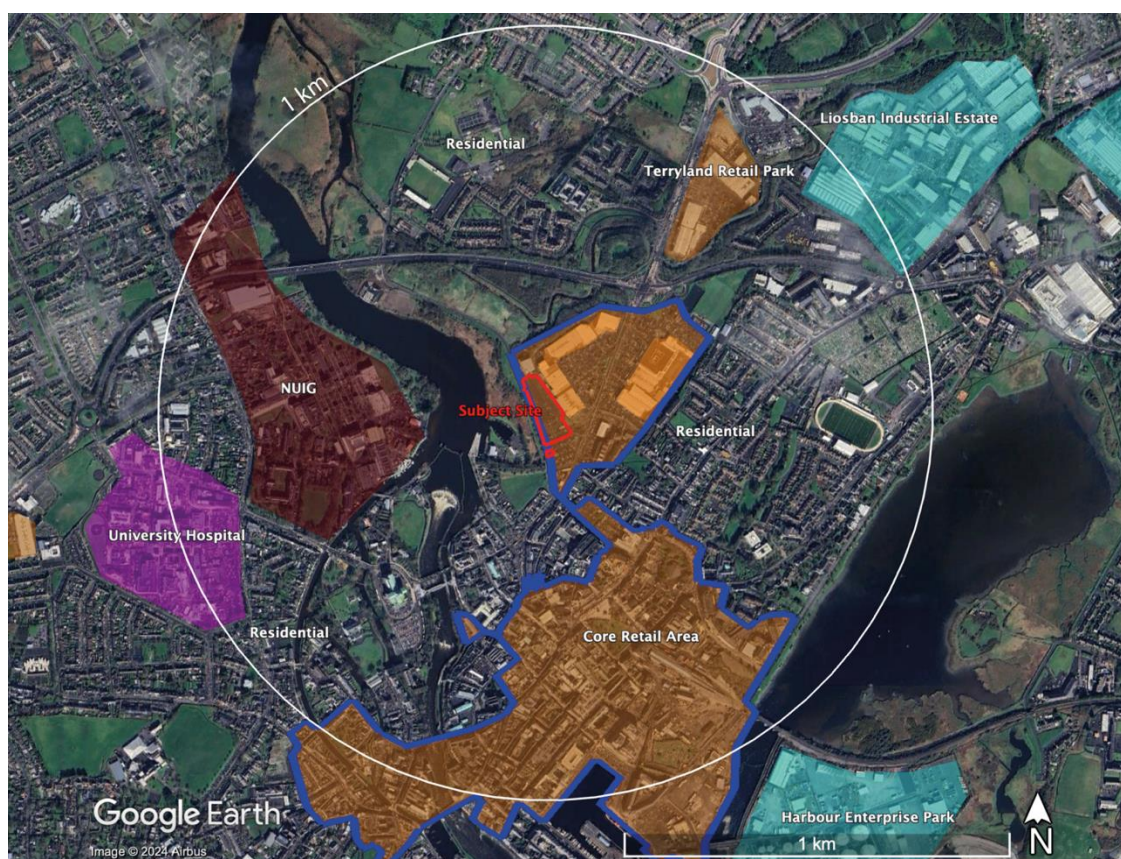 1 km
Residential
Liosban Industrial Estate
Terryland Retail Park
NUIG
Subject Site
Residential
University Hospital
Residential
Core Retail Area
Google Earth
Harbour Enterprise Park
Image © 2024 Airbus
1 km
N